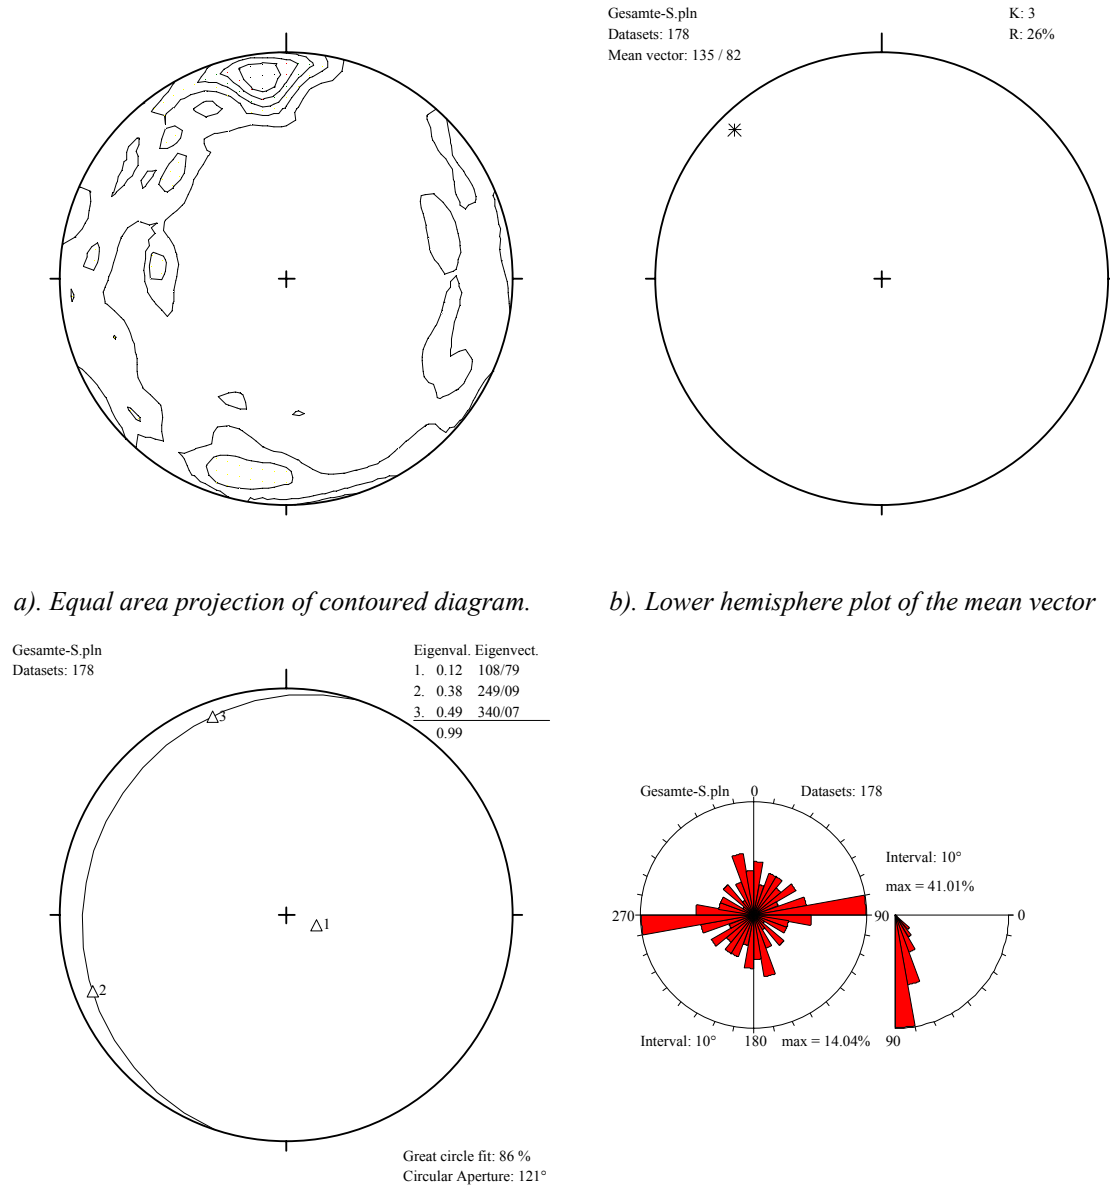 Gesamte-S.pln
Datasets: 178
Mean vector: 135 / 82
K: 3
R: 26%
a). Equal area projection of contoured diagram.
b). Lower hemisphere plot of the mean vector
Gesamte-S.pln
Datasets: 178
Eigenval. Eigenvect.
1. 0.12 108/79
2. 0.38 249/09
3. 0.49 340/07
0.99
3
1
2
Great circle fit: 86 %
Circular Aperture: 121°
Gesamte-S.pln 0 Datasets: 178
Interval: 10°
max = 41.01%
270 90 0
Interval: 10° 180 max = 14.04% 90